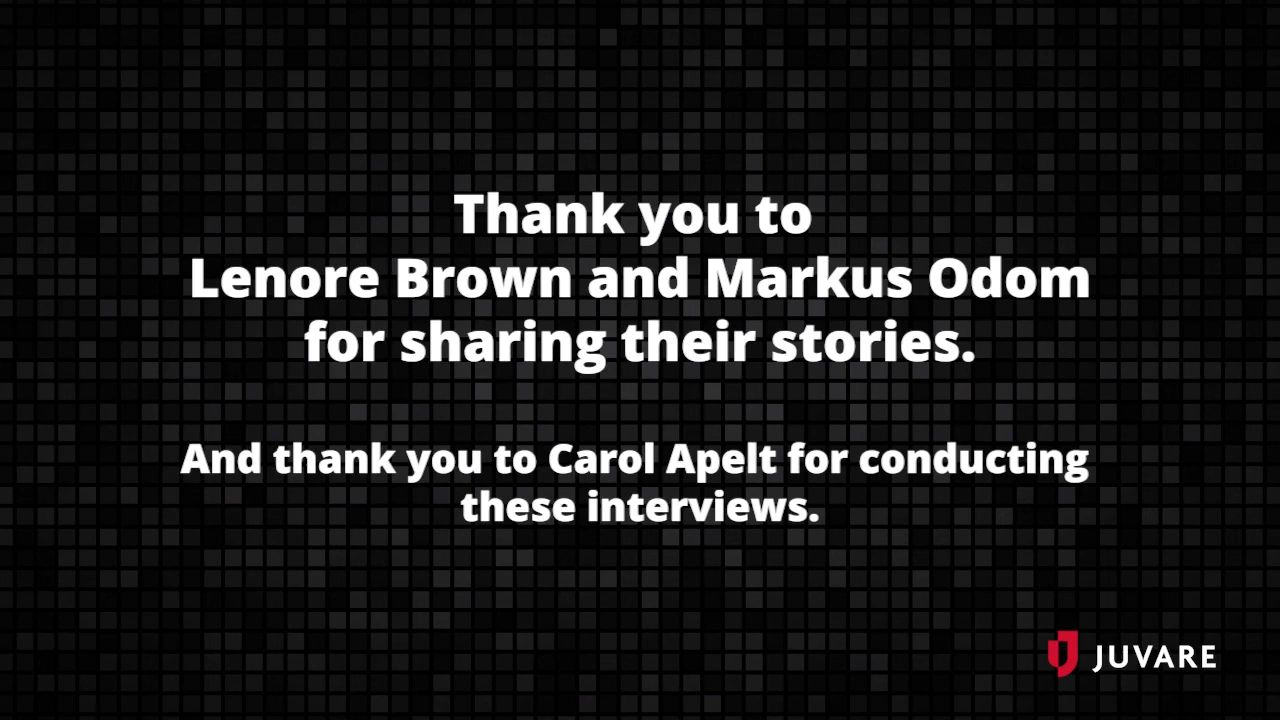 Thank you to
Lenore Brown and Markus Odom
for sharing their stories.
And thank you to Carol Apelt for conducting
these interviews.
JUVARE